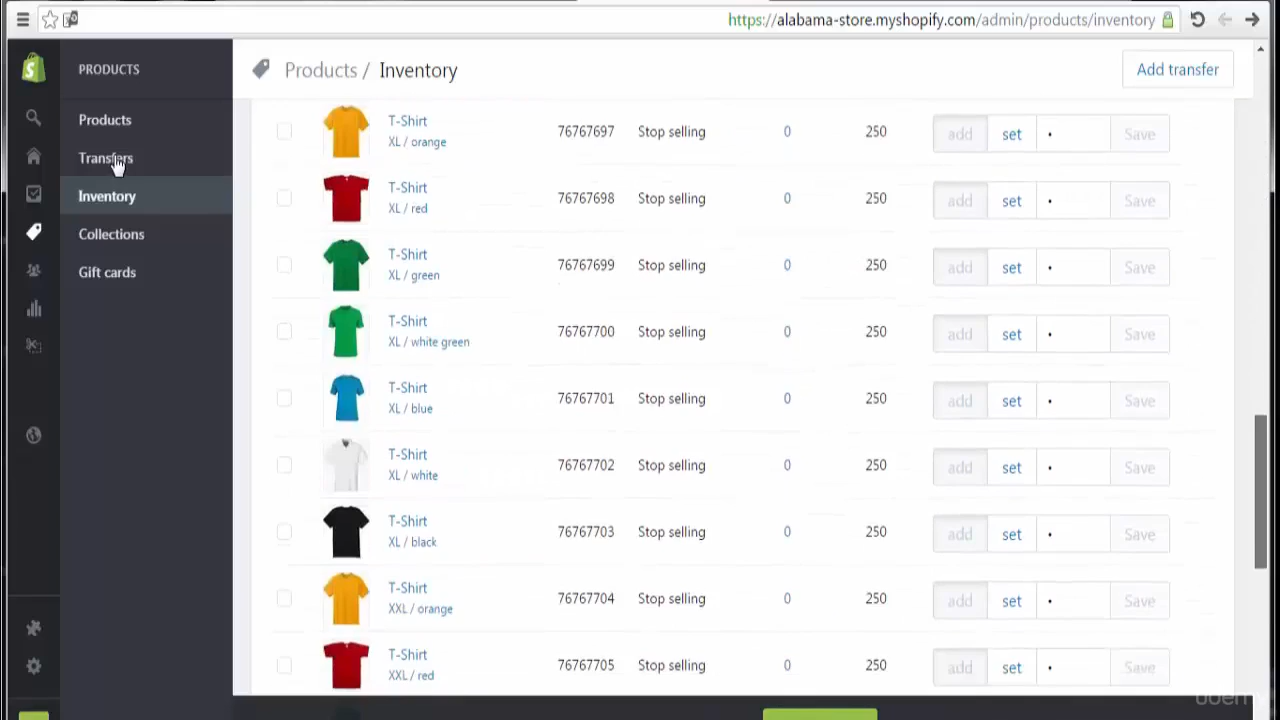 https://alabama-store.myshopify.com/admin/products/inventory
PRODUCTS
Products
Transfers
Inventory
Collections
Gift cards
Products / Inventory
Add transfer
T-Shirt
XL / orange
76767697 Stop selling 0 250 add set Save
T-Shirt
XL / red
76767698 Stop selling 0 250 add set Save
T-Shirt
XL / green
76767699 Stop selling 0 250 add set Save
T-Shirt
XL / white green
76767700 Stop selling 0 250 add set Save
T-Shirt
XL / blue
76767701 Stop selling 0 250 add set Save
T-Shirt
XL / white
76767702 Stop selling 0 250 add set Save
T-Shirt
XL / black
76767703 Stop selling 0 250 add set Save
T-Shirt
XXL / orange
76767704 Stop selling 0 250 add set Save
T-Shirt
XXL / red
76767705 Stop selling 0 250 add set Save
udemy